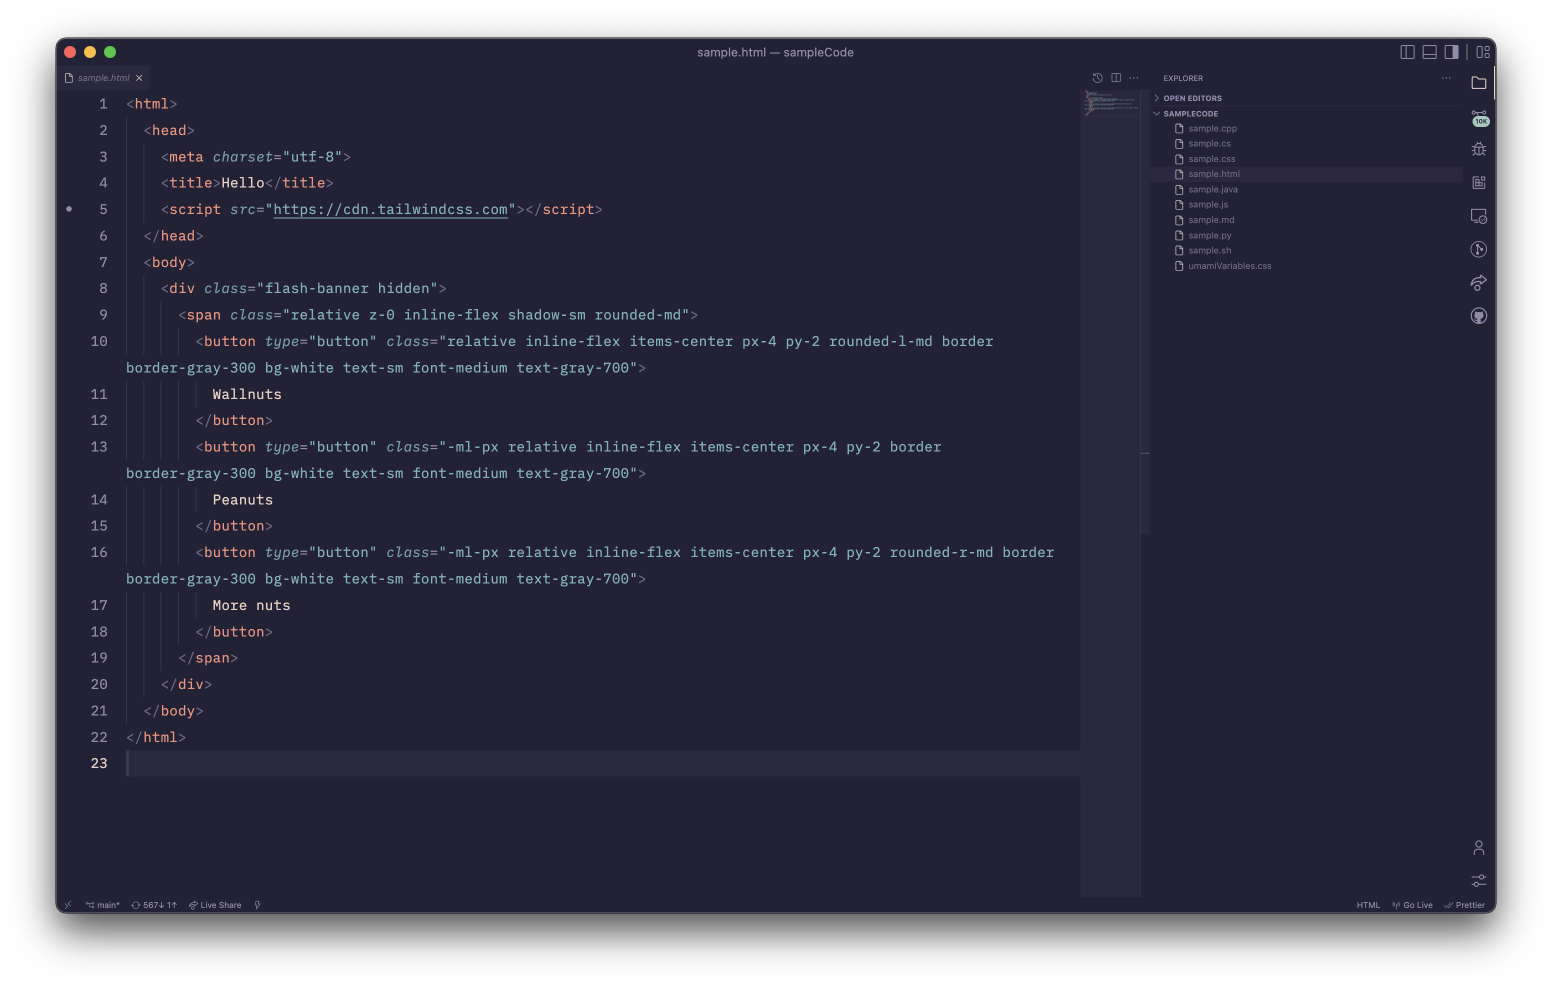 sample.html — sampleCode
sample.html
1 <html>
2 <head>
3 <meta charset="utf-8">
4 <title>Hello</title>
5 <script src="https://cdn.tailwindcss.com"></script>
6 </head>
7 <body>
8 <div class="flash-banner hidden">
9 <span class="relative z-0 inline-flex shadow-sm rounded-md">
10 <button type="button" class="relative inline-flex items-center px-4 py-2 rounded-l-md border
border-gray-300 bg-white text-sm font-medium text-gray-700">
11 Wallnuts
12 </button>
13 <button type="button" class="-ml-px relative inline-flex items-center px-4 py-2 border
border-gray-300 bg-white text-sm font-medium text-gray-700">
14 Peanuts
15 </button>
16 <button type="button" class="-ml-px relative inline-flex items-center px-4 py-2 rounded-r-md border
border-gray-300 bg-white text-sm font-medium text-gray-700">
17 More nuts
18 </button>
19 </span>
20 </div>
21 </body>
22 </html>
23
EXPLORER
OPEN EDITORS
SAMPLECODE
sample.cpp
sample.cs
sample.css
sample.html
sample.java
sample.js
sample.md
sample.py
sample.sh
umamiVariables.css
10K
main* 567↓ 1↑ Live Share
HTML Go Live Prettier